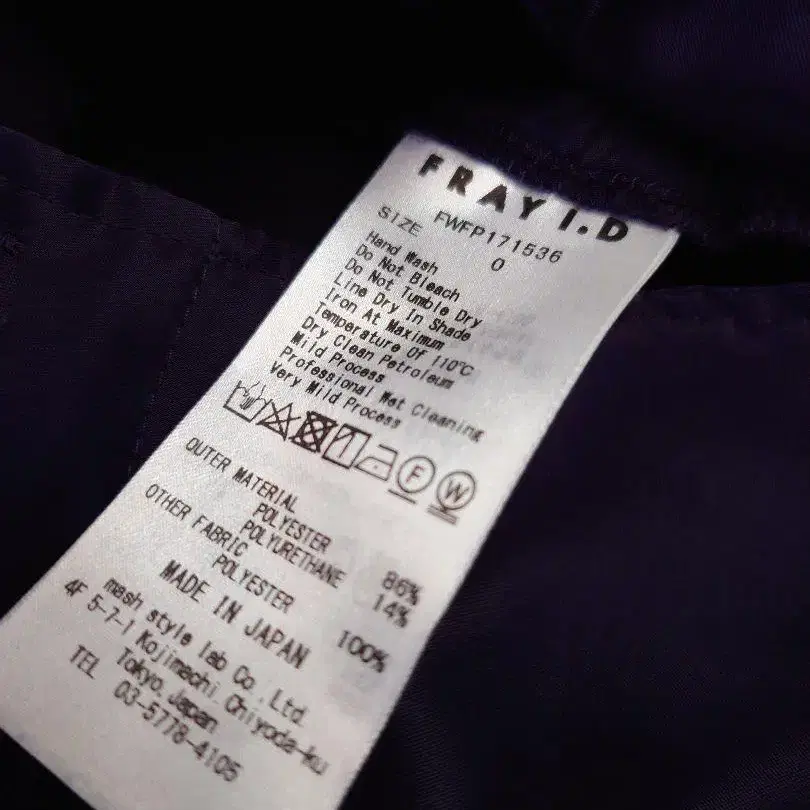 FRAY I.D
FWFP171536
SIZE 0
Hand Wash
Do Not Bleach
Do Not Tumble Dry
Line Dry In Shade
Iron At Maximum
Temperature Of 110℃
Dry Clean Petroleum
Mild Process
Professional Wet Cleaning
Very Mild Process
F W
OUTER MATERIAL
POLYESTER 86%
POLYURETHANE 14%
OTHER FABRIC
POLYESTER 100%
MADE IN JAPAN
mash style lab Co., Ltd.
4F 5-7-1 Kojimachi Chiyoda-ku
Tokyo, Japan
TEL 03-5778-4105